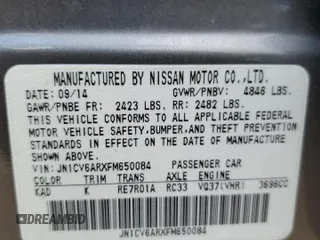 MANUFACTURED BY NISSAN MOTOR CO.,LTD.
DATE 09/14 GVWR/PNBV: 4846 LBS.
GAWR/PNBE FR: 2423 LBS. RR: 2482 LBS.
THIS VEHICLE CONFORMS TO ALL APPLICABLE FEDERAL
MOTOR VEHICLE SAFETY,BUMPER,AND THEFT PREVENTION
STANDARDS IN EFFECT ON THE DATE OF MANUFACTURE
SHOWN ABOVE.
VIN: JN1CV6ARXFM650084 PASSENGER CAR
COLOR TRIM TRANS AXLE ENGINE
KAD K RE7R01A RC33 VQ37(VHR) 3696CC
JN1CV6ARXFM650084
DREAMBID